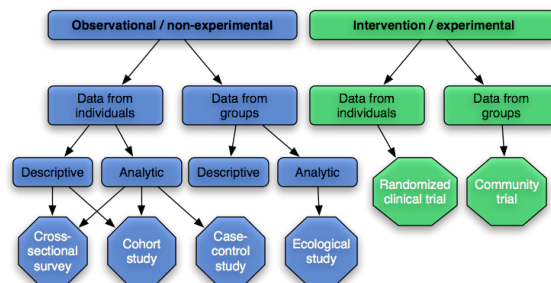 Observational / non-experimental
Intervention / experimental
Data from
individuals
Data from
groups
Data from
individuals
Data from
groups
Descriptive
Analytic
Descriptive
Analytic
Randomized
clinical trial
Community
trial
Cross-
sectional
survey
Cohort
study
Case-
control
study
Ecological
study